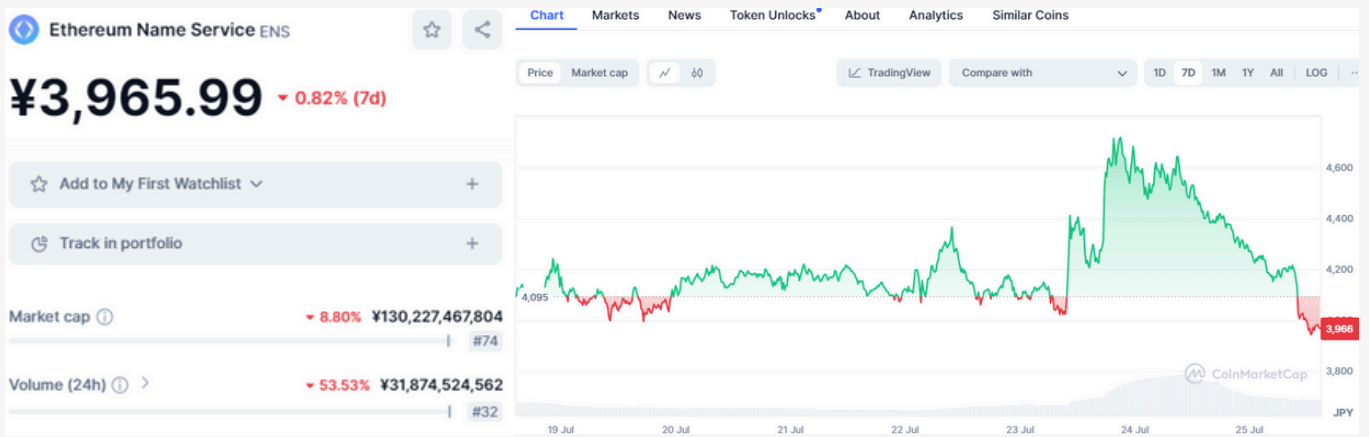 Ethereum Name Service ENS
¥3,965.99 0.82% (7d)
Add to My First Watchlist
Track in portfolio
Market cap 8.80% ¥130,227,467,804
#74
Volume (24h) 53.53% ¥31,874,524,562
#32
Chart Markets News Token Unlocks About Analytics Similar Coins
Price Market cap TradingView Compare with 1D 7D 1M 1Y All LOG
4,600
4,400
4,200
4,095
3,966
3,800
CoinMarketCap
JPY
19 Jul 20 Jul 21 Jul 22 Jul 23 Jul 24 Jul 25 Jul